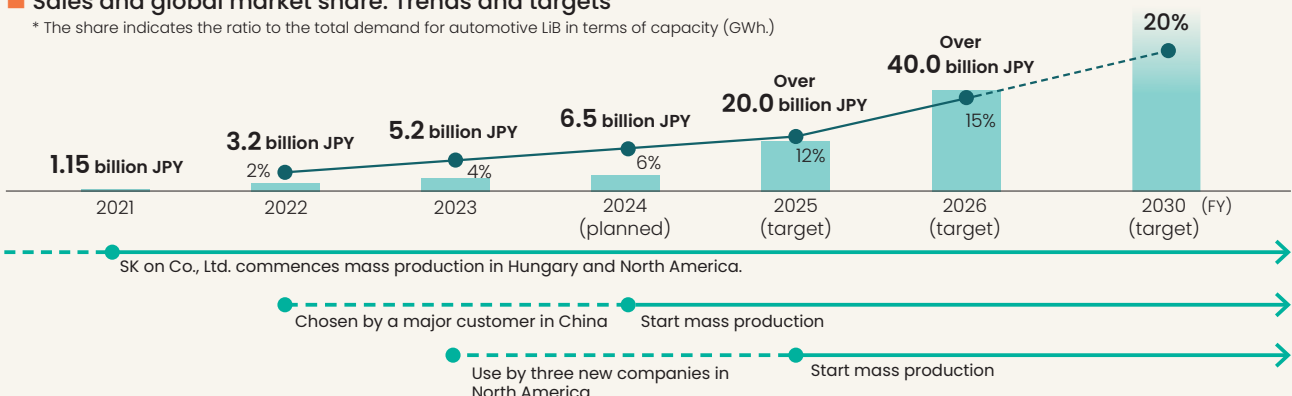 Sales and global market share: Trends and targets
* The share indicates the ratio to the total demand for automotive LiB in terms of capacity (GWh.)
1.15 billion JPY
3.2 billion JPY
5.2 billion JPY
6.5 billion JPY
Over
20.0 billion JPY
Over
40.0 billion JPY
20%
2%
4%
6%
12%
15%
2021
2022
2023
2024
(planned)
2025
(target)
2026
(target)
2030 (FY)
(target)
SK on Co., Ltd. commences mass production in Hungary and North America.
Chosen by a major customer in China
Start mass production
Use by three new companies in
North America
Start mass production